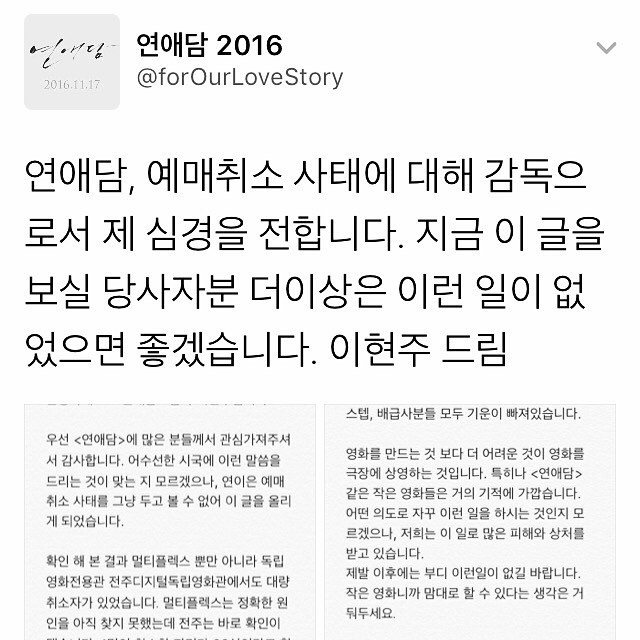 연애담
2016.11.17
연애담 2016
@forOurLoveStory
연애담, 예매취소 사태에 대해 감독으
로서 제 심경을 전합니다. 지금 이 글을
보실 당사자분 더이상은 이런 일이 없
었으면 좋겠습니다. 이현주 드림
우선 <연애담>에 많은 분들께서 관심가져주셔
서 감사합니다. 어수선한 시국에 이런 말씀을
드리는 것이 맞는 지 모르겠으나, 연이은 예매
취소 사태를 그냥 두고 볼 수 없어 이 글을 올리
게 되었습니다.
확인 해 본 결과 멀티플렉스 뿐만 아니라 독립
영화전용관 전주디지털독립영화관에서도 대량
취소자가 있었습니다. 멀티플렉스는 정확한 원
인을 아직 찾지 못했는데 전주는 바로 확인이
스텝, 배급사분들 모두 기운이 빠져있습니다.
영화를 만드는 것 보다 더 어려운 것이 영화를
극장에 상영하는 것입니다. 특히나 <연애담>
같은 작은 영화들은 거의 기적에 가깝습니다.
어떤 의도로 자꾸 이런 일을 하시는 것인지 모
르겠으나, 저희는 이 일로 많은 피해와 상처를
받고 있습니다.
제발 이후에는 부디 이런일이 없길 바랍니다.
작은 영화니까 맘대로 할 수 있다는 생각은 거
둬두세요.